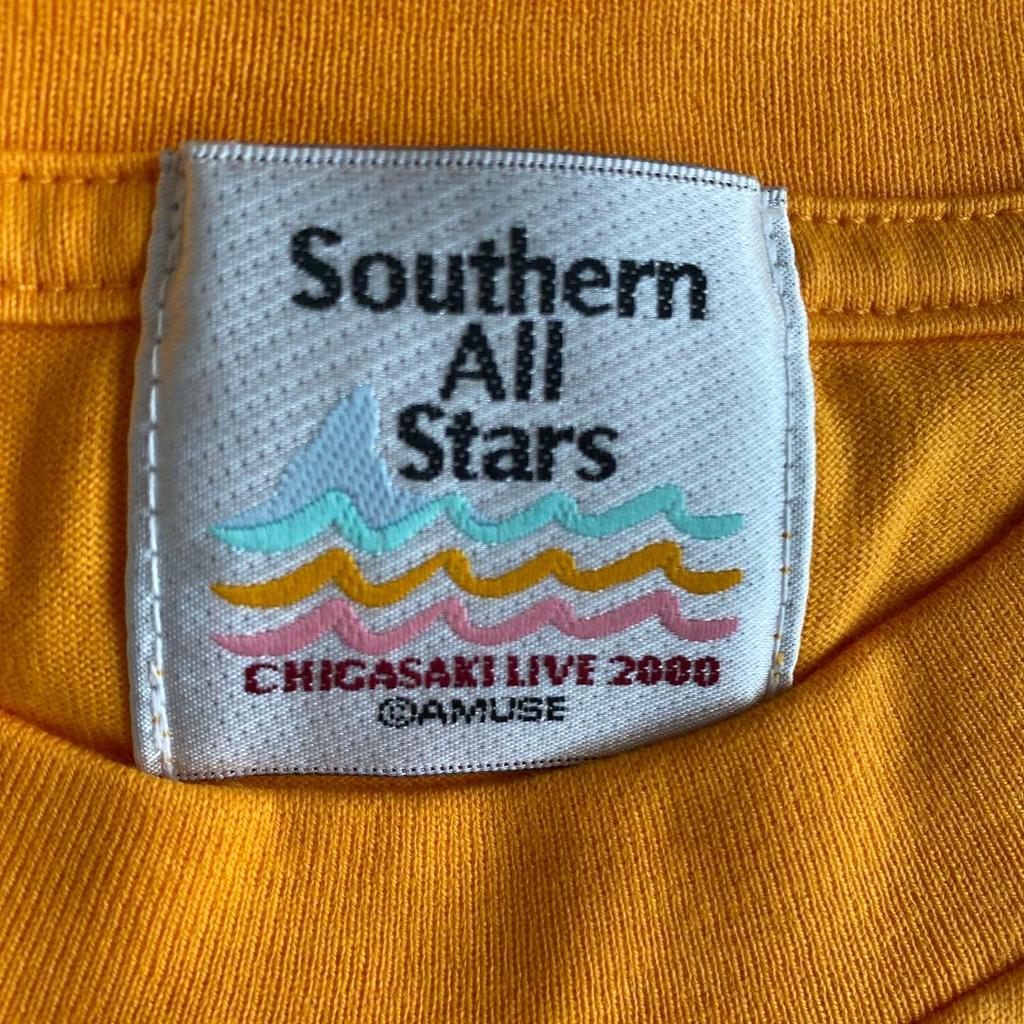 Southern
All
Stars
CHIGASAKI LIVE 2000
©AMUSE